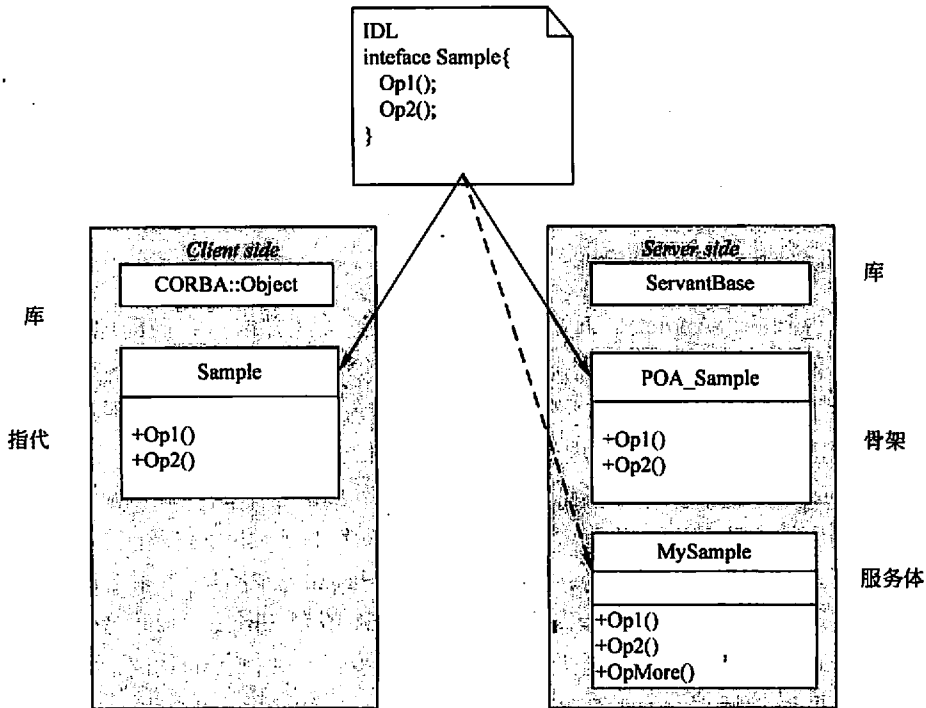 IDL
inteface Sample{
Op1();
Op2();
}
Client side
CORBA::Object
库
Sample
指代
+Op1()
+Op2()
Server side
ServantBase
库
POA_Sample
+Op1()
+Op2()
骨架
MySample
服务体
+Op1()
+Op2()
+OpMore()